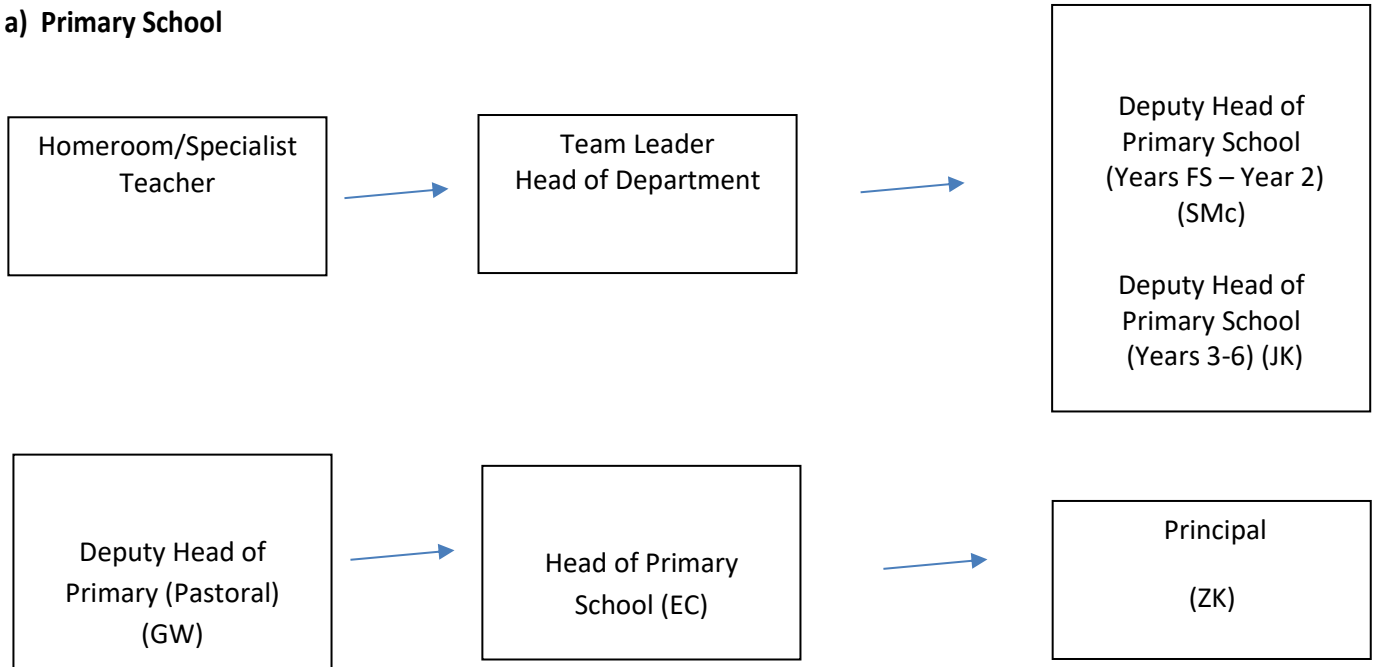 a) Primary School
Homeroom/Specialist
Teacher
Team Leader
Head of Department
Deputy Head of
Primary School
(Years FS – Year 2)
(SMc)
Deputy Head of
Primary School
(Years 3-6) (JK)
Deputy Head of
Primary (Pastoral)
(GW)
Head of Primary
School (EC)
Principal
(ZK)